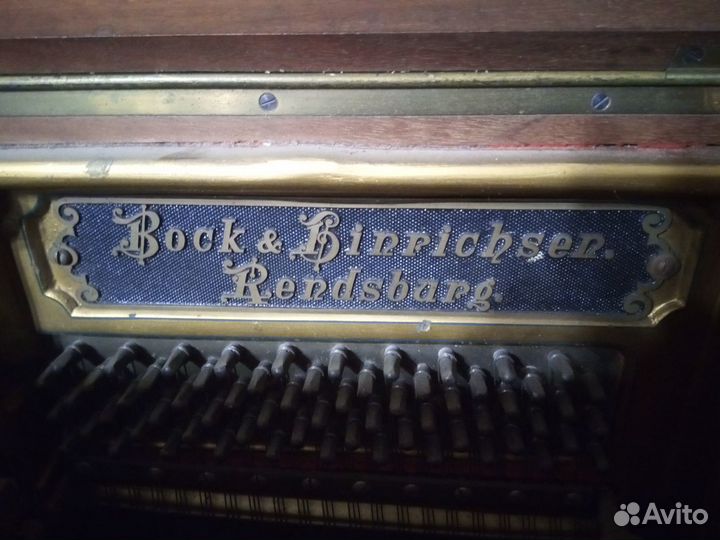 Bock & Hinrichsen.
Rendsburg.
Avito